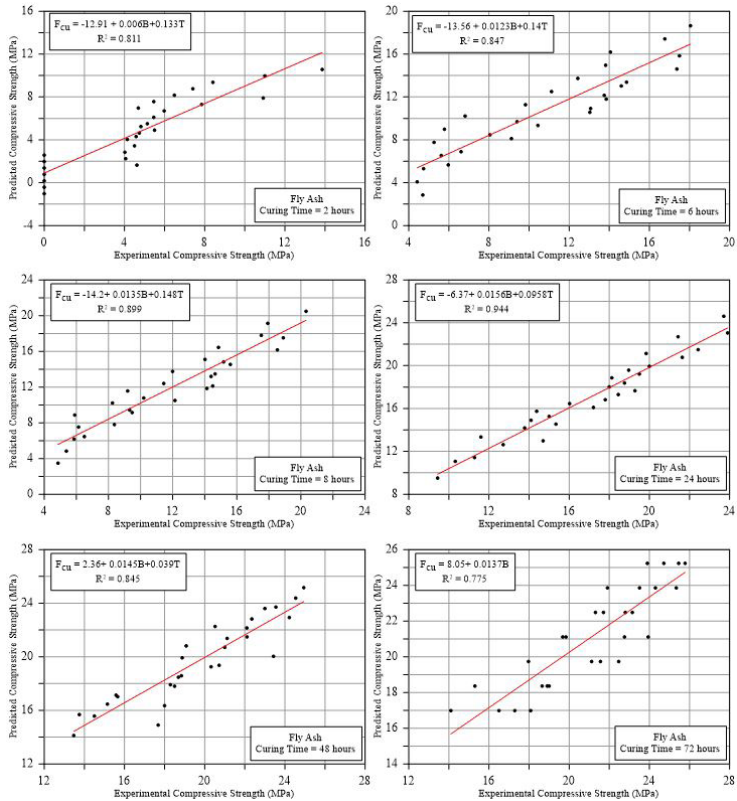 F_cu = -12.91 + 0.006B+0.133T
R² = 0.811
Predicted Compressive Strength (MPa)
16
12
8
4
0
-4
Fly Ash
Curing Time = 2 hours
0 4 8 12 16
Experimental Compressive Strength (MPa)
F_cu = -13.56 + 0.0123B+0.14T
R² = 0.847
Predicted Compressive Strength (MPa)
20
16
12
8
4
0
Fly Ash
Curing Time = 6 hours
4 8 12 16 20
Experimental Compressive Strength (MPa)
F_cu = -14.2+ 0.0135B+0.148T
R² = 0.899
Predicted Compressive Strength (MPa)
24
20
16
12
8
4
0
Fly Ash
Curing Time = 8 hours
4 8 12 16 20 24
Experimental Compressive Strength (MPa)
F_cu = -6.37+ 0.0156B+0.0958T
R² = 0.944
Predicted Compressive Strength (MPa)
28
24
20
16
12
8
Fly Ash
Curing Time = 24 hours
8 12 16 20 24
Experimental Compressive Strength (MPa)
F_cu = 2.36+ 0.0145B+0.039T
R² = 0.845
Predicted Compressive Strength (MPa)
28
24
20
16
12
Fly Ash
Curing Time = 48 hours
12 16 20 24 28
Experimental Compressive Strength (MPa)
F_cu = 8.05+ 0.0137B
R² = 0.775
Predicted Compressive Strength (MPa)
26
24
22
20
18
16
14
Fly Ash
Curing Time = 72 hours
12 16 20 24 28
Experimental Compressive Strength (MPa)